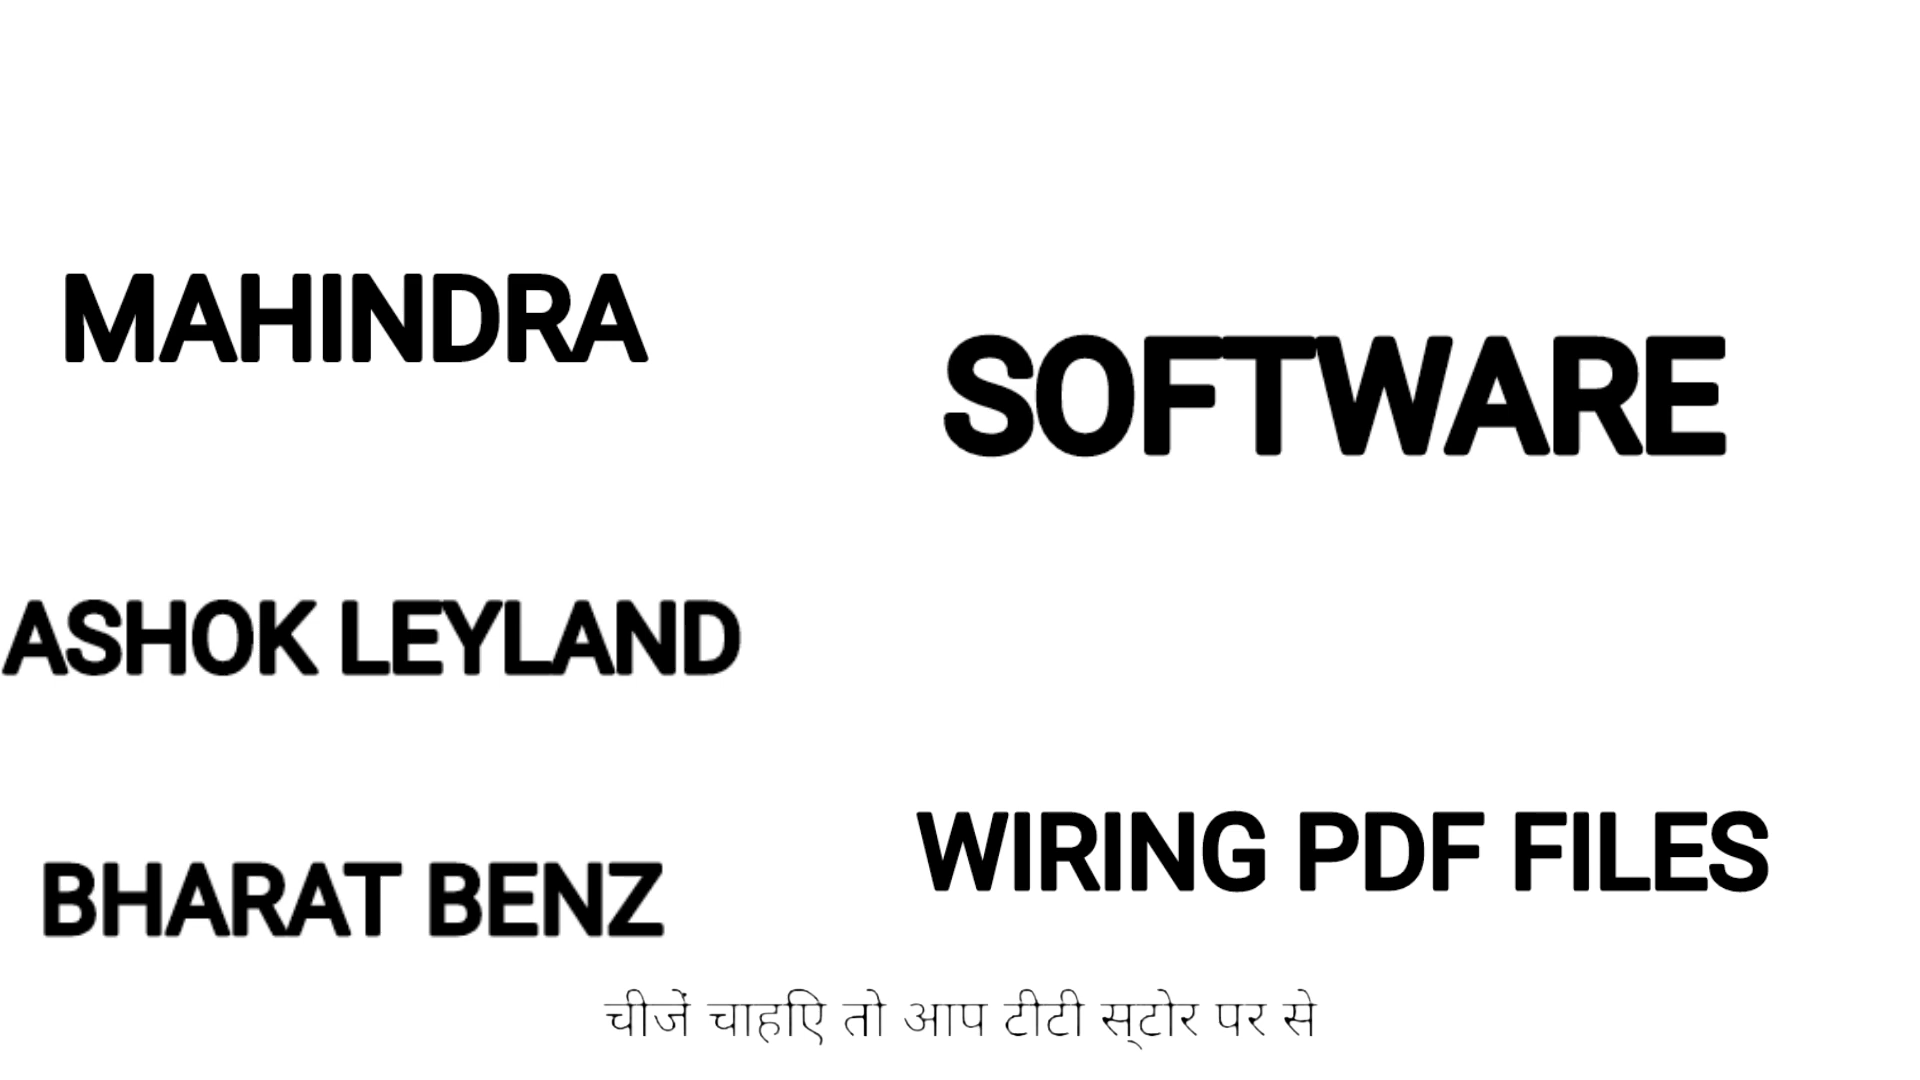 MAHINDRA
SOFTWARE
ASHOK LEYLAND
WIRING PDF FILES
BHARAT BENZ
चीजें चाहिए तो आप टीटी स्टोर पर से